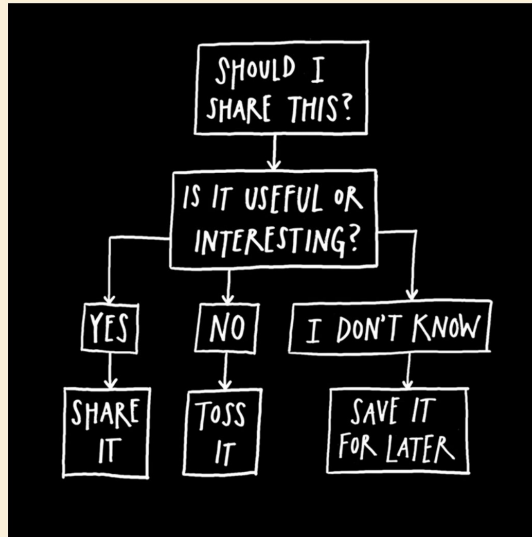 SHOULD I
SHARE THIS?
IS IT USEFUL OR
INTERESTING?
YES
NO
I DON'T KNOW
SHARE
IT
TOSS
IT
SAVE IT
FOR LATER